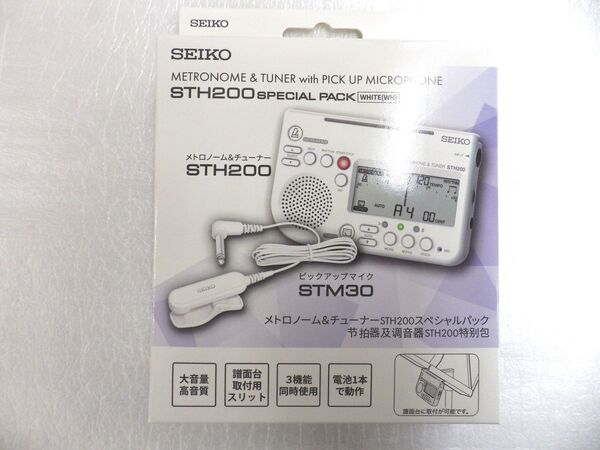 SEIKO
SEIKO
METRONOME & TUNER with PICK UP MICROPHONE
STH200 SPECIAL PACK WHITE(WH)
SEIKO
メトロノーム&チューナー
STH200
METRONOME & TUNER STH200
INPUT
120 TEMPO
AUTO
A4 00 CENT
SEIKO
ピックアップマイク
STM30
メトロノーム&チューナーSTH200スペシャルパック
节拍器及调音器STH200特别包
大音量
高音質
譜面台
取付用
スリット
3機能
同時使用
電池1本
で動作
譜面台に取付が可能です。